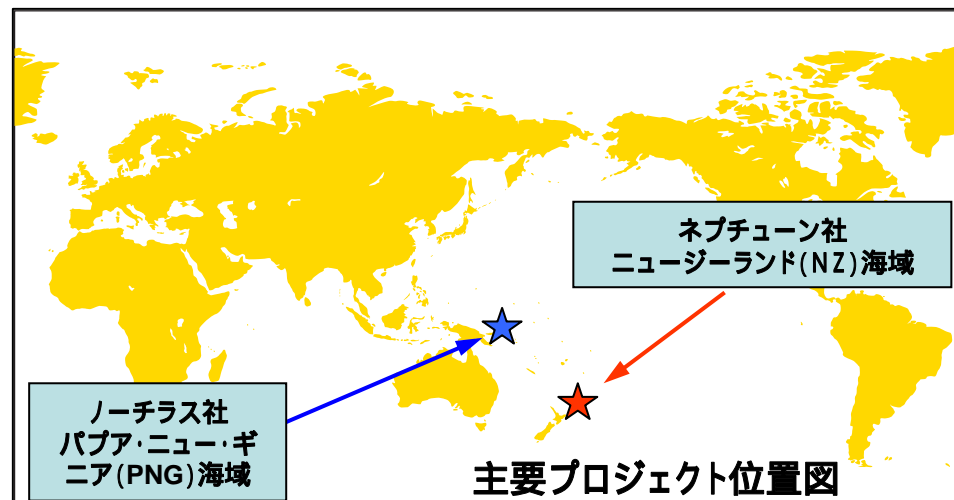 ネプチューン社
ニュージーランド(NZ)海域
ノーチラス社
パプア・ニュー・ギ
ニア(PNG)海域
主要プロジェクト位置図